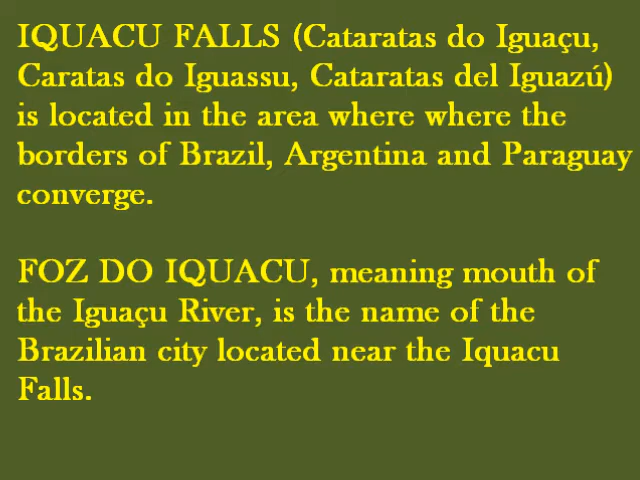 IQUACU FALLS (Cataratas do Iguaçu,
Caratas do Iguassu, Cataratas del Iguazú)
is located in the area where where the
borders of Brazil, Argentina and Paraguay
converge.
FOZ DO IQUACU, meaning mouth of
the Iguaçu River, is the name of the
Brazilian city located near the Iquacu
Falls.